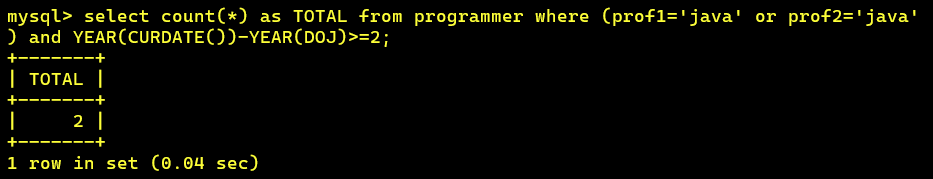 mysql> select count(*) as TOTAL from programmer where (prof1='java' or prof2='java'
) and YEAR(CURDATE())-YEAR(DOJ)>=2;
+-------+
| TOTAL |
+-------+
|     2 |
+-------+
1 row in set (0.04 sec)